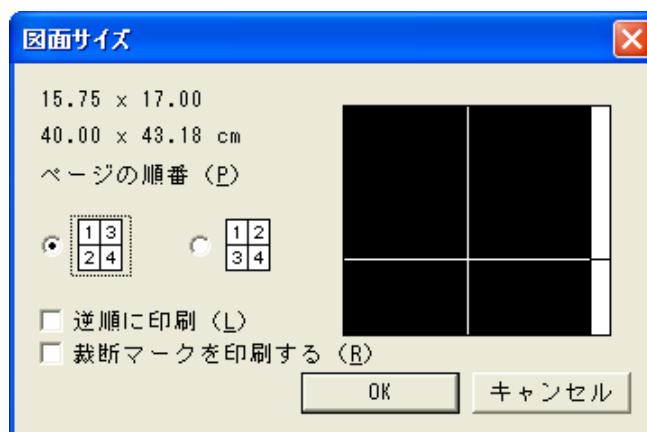 図面サイズ
15.75 x 17.00
40.00 x 43.18 cm
ページの順番 (P)
1 3 1 2
2 4 3 4
逆順に印刷 (L)
裁断マークを印刷する (R)
OK キャンセル